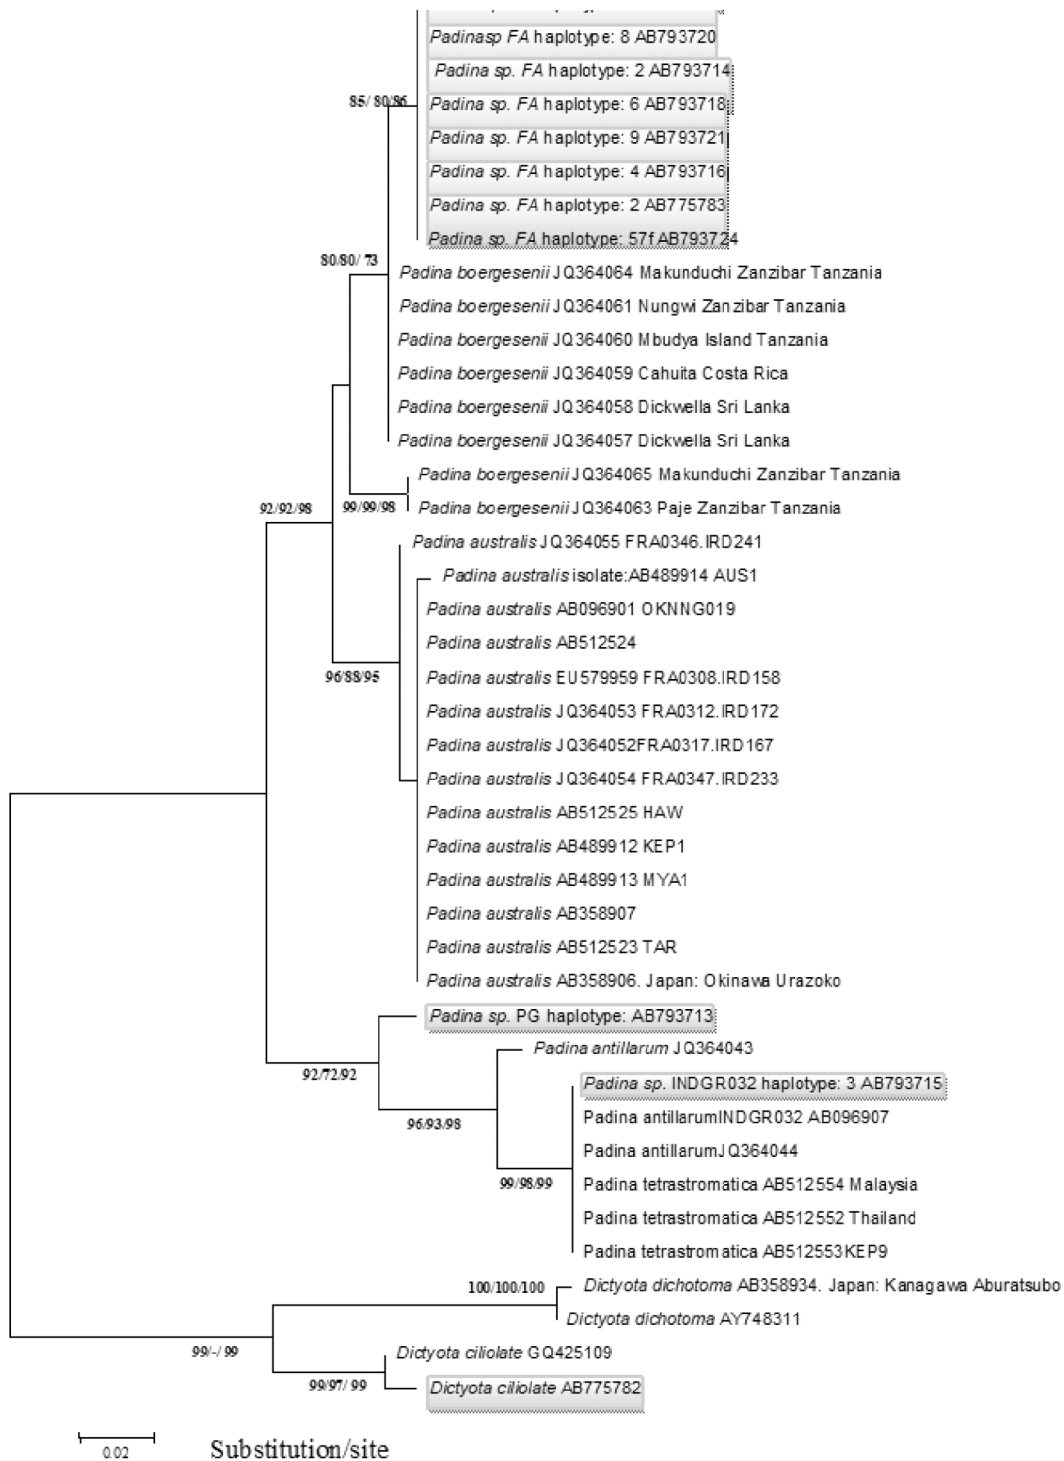 Padinasp FA haplotype: 8 AB793720
Padina sp. FA haplotype: 2 AB793714
85/ 80/86
Padina sp. FA haplotype: 6 AB793718
Padina sp. FA haplotype: 9 AB793721
Padina sp. FA haplotype: 4 AB793716
Padina sp. FA haplotype: 2 AB775783
Padina sp. FA haplotype: 57f AB793724
80/80/ 73
Padina boergesenii JQ364064 Makunduchi Zanzibar Tanzania
Padina boergesenii JQ364061 Nungwi Zanzibar Tanzania
Padina boergesenii JQ364060 Mbudya Island Tanzania
Padina boergesenii JQ364059 Cahuita Costa Rica
Padina boergesenii JQ364058 Dickwella Sri Lanka
Padina boergesenii JQ364057 Dickwella Sri Lanka
Padina boergesenii JQ364065 Makunduchi Zanzibar Tanzania
92/92/98
99/99/98
Padina boergesenii JQ364063 Paje Zanzibar Tanzania
Padina australis JQ364055 FRA0346.IRD241
Padina australis isolate:AB489914 AUS1
Padina australis AB096901 OKNNG019
Padina australis AB512524
96/88/95
Padina australis EU579959 FRA0308.IRD158
Padina australis JQ364053 FRA0312.IRD172
Padina australis JQ364052FRA0317.IRD167
Padina australis JQ364054 FRA0347.IRD233
Padina australis AB512525 HAW
Padina australis AB489912 KEP1
Padina australis AB489913 MYA1
Padina australis AB358907
Padina australis AB512523 TAR
Padina australis AB358906. Japan: Okinawa Urazoko
Padina sp. PG haplotype: AB793713
Padina antillarum JQ364043
92/72/92
Padina sp. INDGR032 haplotype: 3 AB793715
96/93/98
Padina antillarumINDGR032 AB096907
Padina antillarumJQ364044
99/98/99
Padina tetrastromatica AB512554 Malaysia
Padina tetrastromatica AB512552 Thailand
Padina tetrastromatica AB512553KEP9
100/100/100
Dictyota dichotoma AB358934. Japan: Kanagawa Aburatsubo
Dictyota dichotoma AY748311
99/-/ 99
Dictyota ciliolate GQ425109
99/97/ 99
Dictyota ciliolate AB775782
0.02
Substitution/site